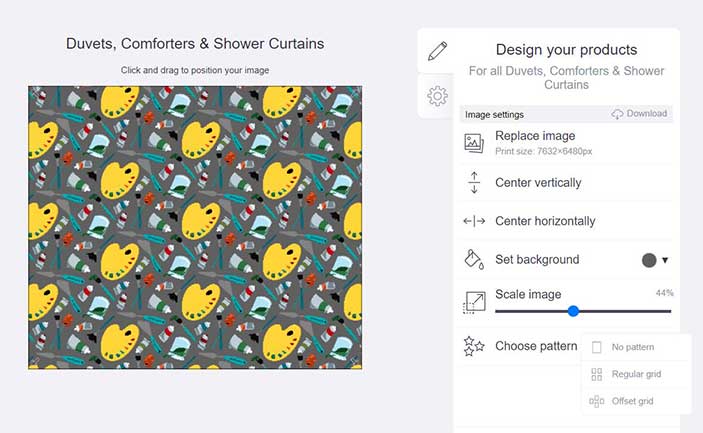 Duvets, Comforters & Shower Curtains
Click and drag to position your image
Design your products
For all Duvets, Comforters & Shower
Curtains
Image settings
Download
Replace image
Print size: 7632×6480px
Center vertically
Center horizontally
Set background
Scale image
44%
Choose pattern
No pattern
Regular grid
Offset grid